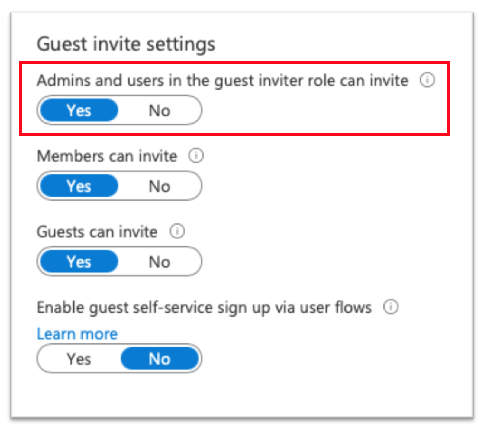 Guest invite settings
Admins and users in the guest inviter role can invite
Yes No
Members can invite
Yes No
Guests can invite
Yes No
Enable guest self-service sign up via user flows
Learn more
Yes No